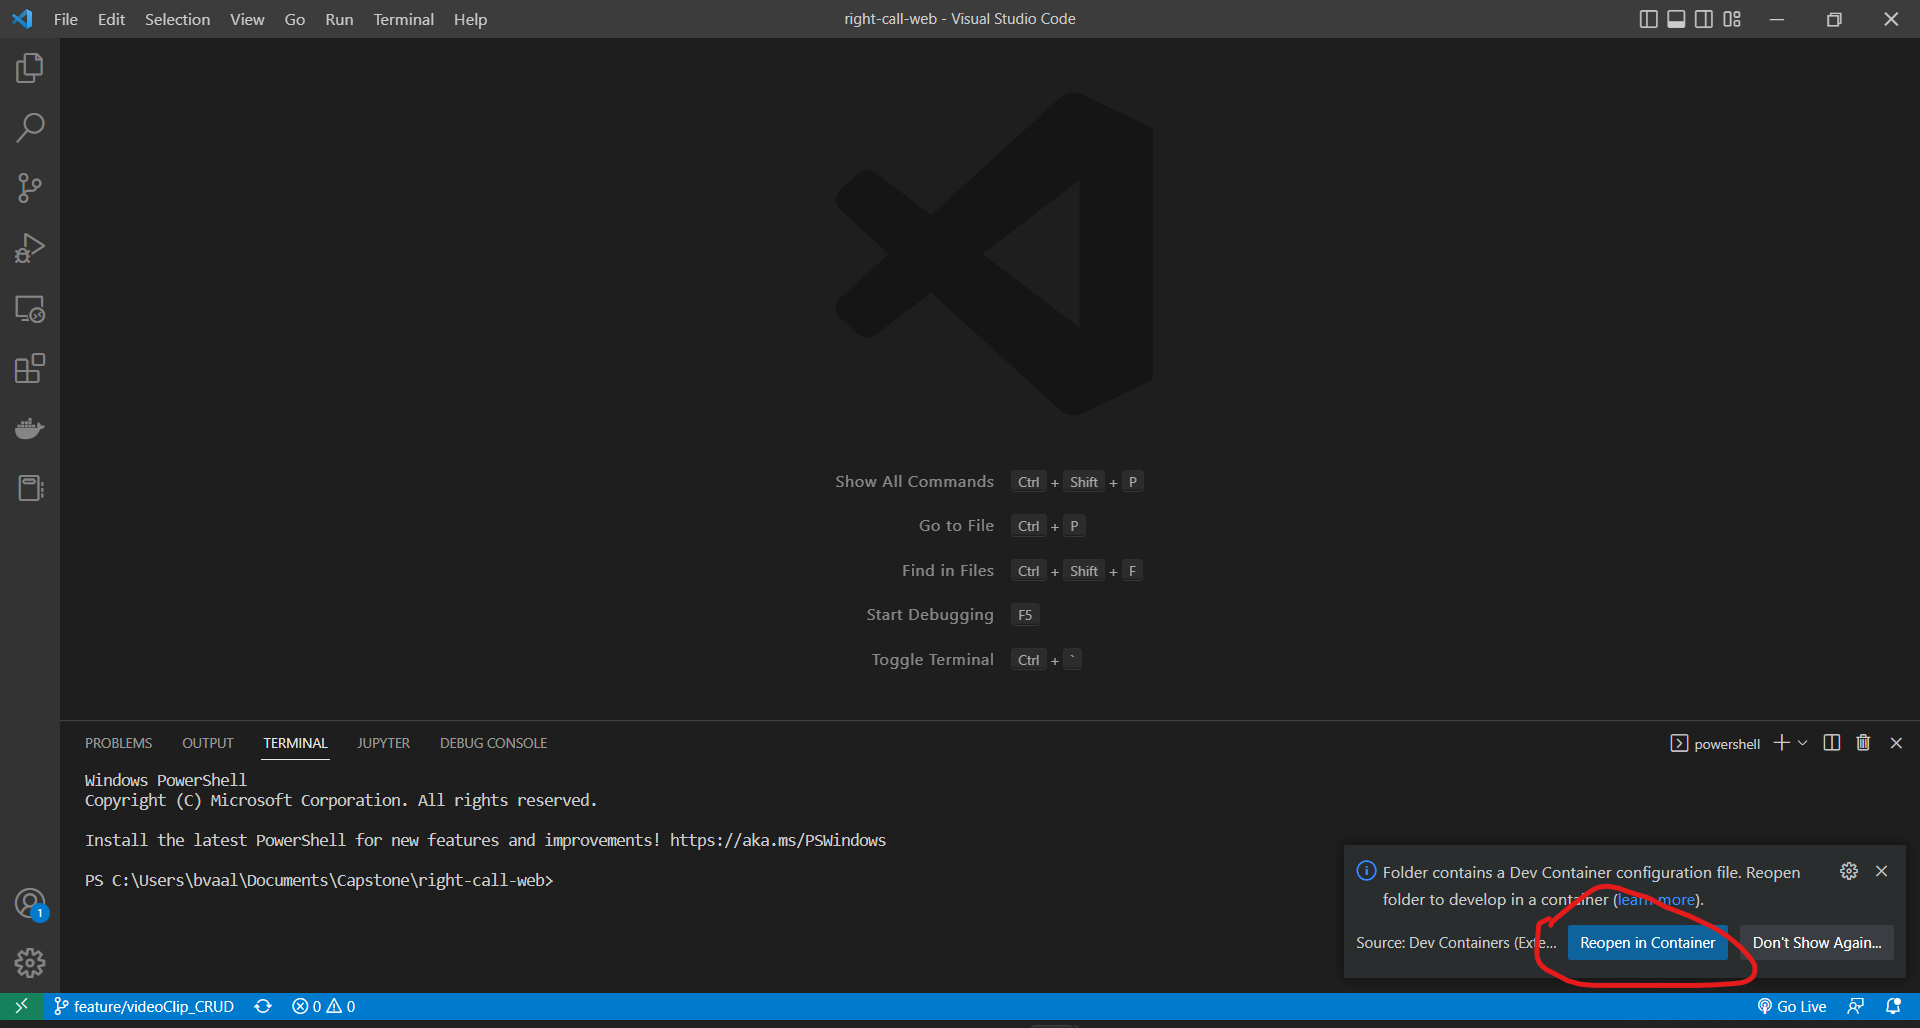 File Edit Selection View Go Run Terminal Help
right-call-web - Visual Studio Code
Show All Commands Ctrl + Shift + P
Go to File Ctrl + P
Find in Files Ctrl + Shift + F
Start Debugging F5
Toggle Terminal Ctrl + `
PROBLEMS OUTPUT TERMINAL JUPYTER DEBUG CONSOLE
powershell
Windows PowerShell
Copyright (C) Microsoft Corporation. All rights reserved.
Install the latest PowerShell for new features and improvements! https://aka.ms/PSWindows
PS C:\Users\bvaal\Documents\Capstone\right-call-web>
Folder contains a Dev Container configuration file. Reopen
folder to develop in a container (learn more).
Source: Dev Containers (Exte... Reopen in Container Don't Show Again...
1
feature/videoClip_CRUD 0 0 Go Live